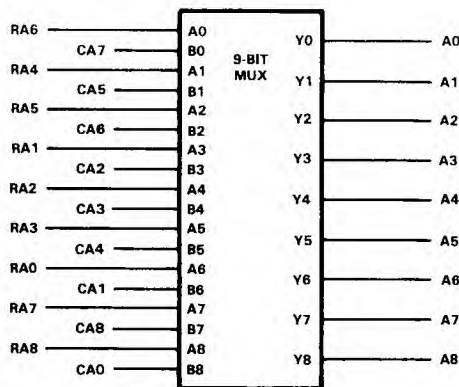 RA6 A0 Y0 A0
CA7 B0
9-BIT
MUX
RA4 A1 Y1 A1
CA5 B1
RA5 A2 Y2 A2
CA6 B2
RA1 A3 Y3 A3
CA2 B3
RA2 A4 Y4 A4
CA3 B4
RA3 A5 Y5 A5
CA4 B5
RA0 A6 Y6 A6
CA1 B6
RA7 A7 Y7 A7
CA8 B7
RA8 A8 Y8 A8
CA0 B8